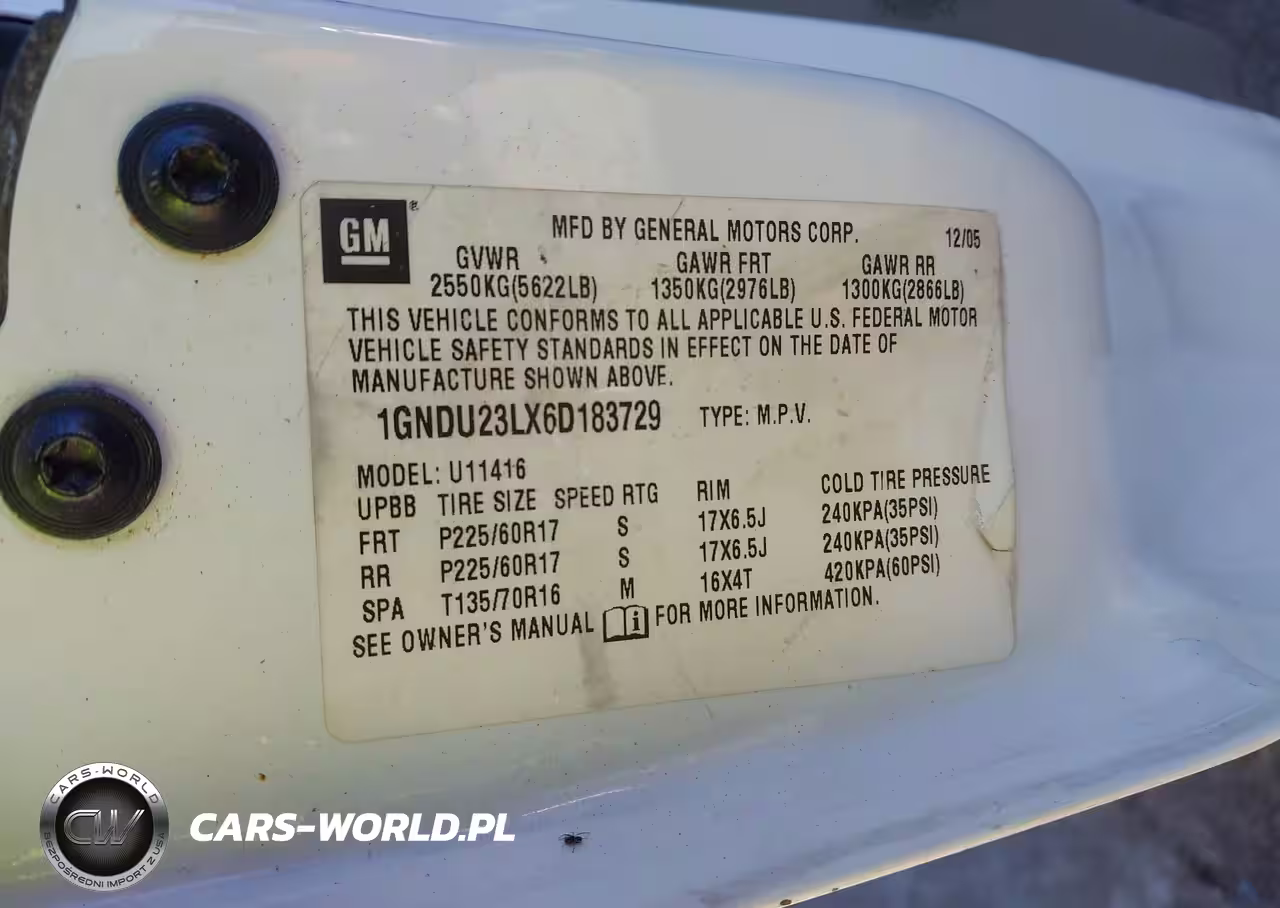 GM®
MFD BY GENERAL MOTORS CORP. 12/05
GVWR GAWR FRT GAWR RR
2550KG(5622LB) 1350KG(2976LB) 1300KG(2866LB)
THIS VEHICLE CONFORMS TO ALL APPLICABLE U.S. FEDERAL MOTOR
VEHICLE SAFETY STANDARDS IN EFFECT ON THE DATE OF
MANUFACTURE SHOWN ABOVE.
1GNDU23LX6D183729 TYPE: M.P.V.
MODEL: U11416
UPBB TIRE SIZE SPEED RTG RIM COLD TIRE PRESSURE
FRT P225/60R17 S 17X6.5J 240KPA(35PSI)
RR P225/60R17 S 17X6.5J 240KPA(35PSI)
SPA T135/70R16 M 16X4T 420KPA(60PSI)
SEE OWNER'S MANUAL i FOR MORE INFORMATION.
CARS-WORLD
CW
BEZPOŚREDNI IMPORT Z USA
CARS-WORLD.PL